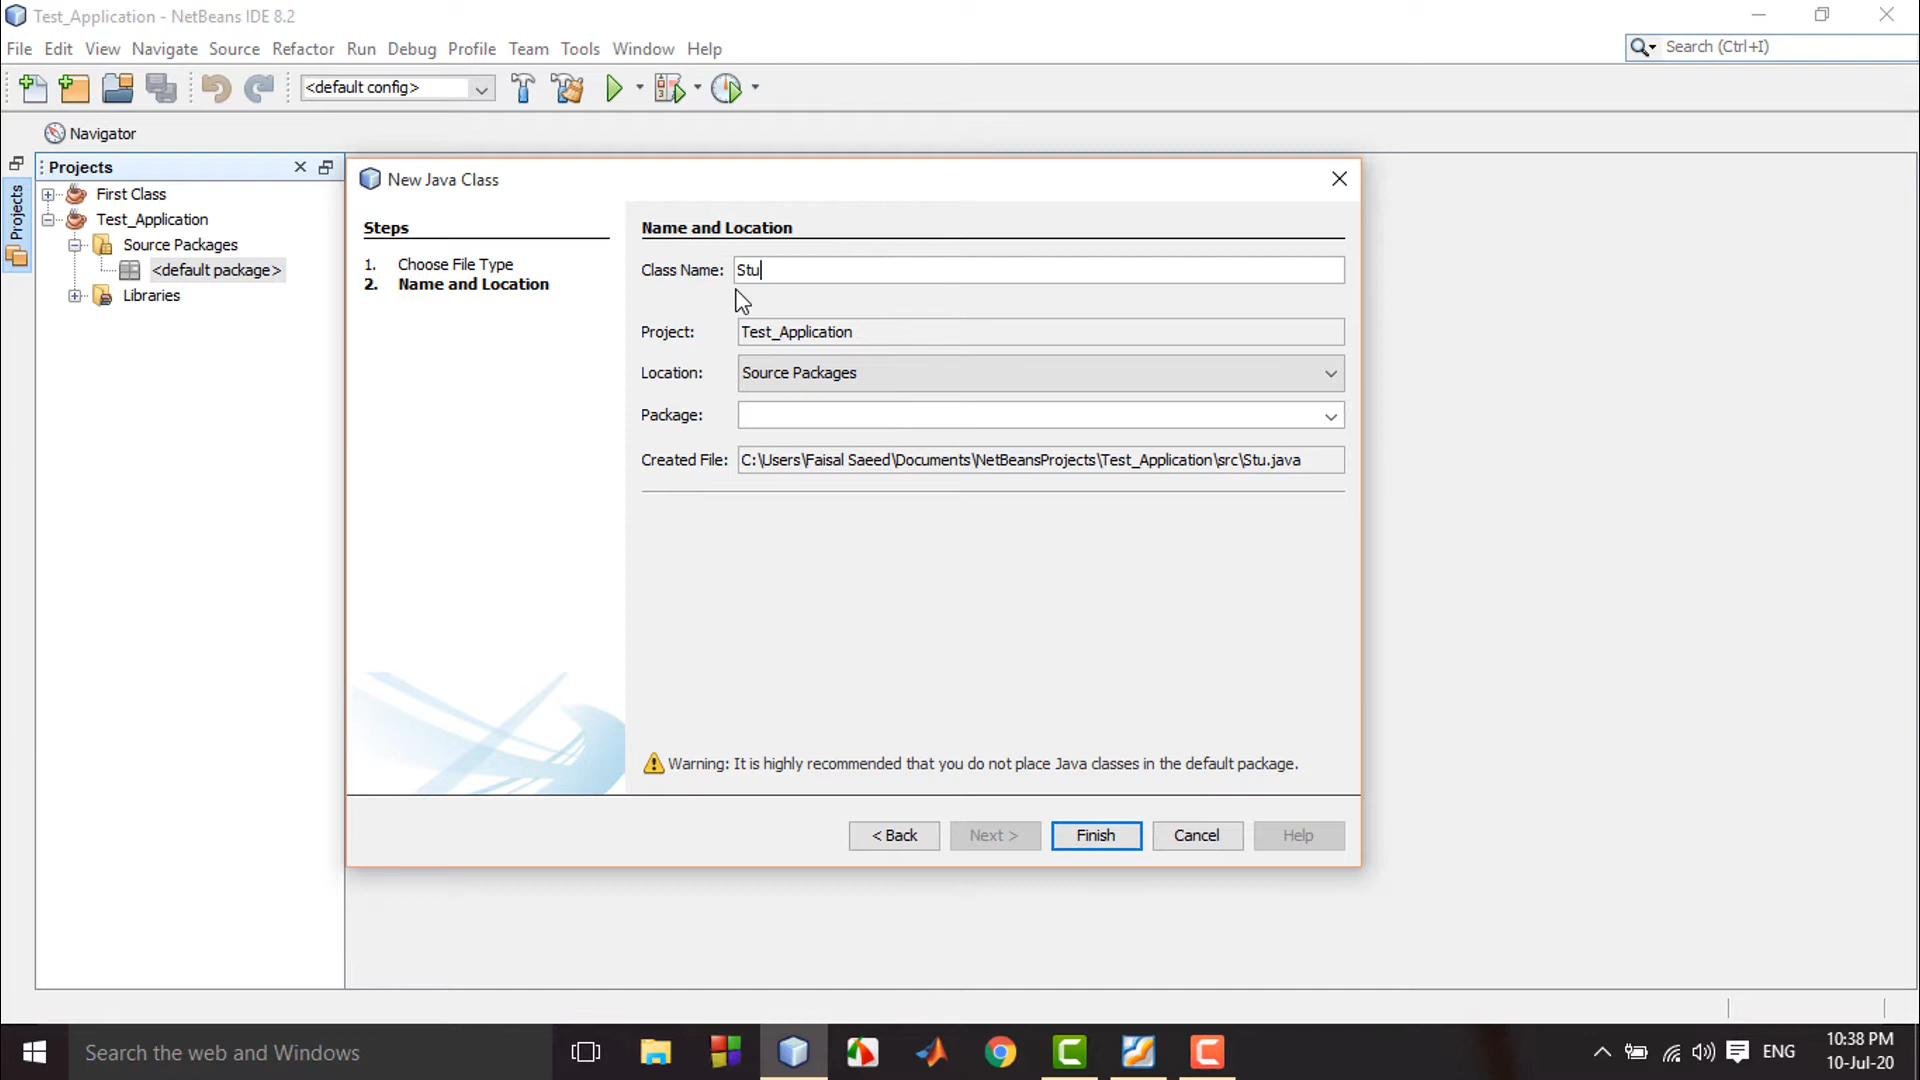 Test_Application - NetBeans IDE 8.2
File Edit View Navigate Source Refactor Run Debug Profile Team Tools Window Help
Search (Ctrl+I)
<default config>
Navigator
Projects
Projects
First Class
Test_Application
Source Packages
<default package>
Libraries
New Java Class
Steps
1. Choose File Type
2. Name and Location
Name and Location
Class Name: Stu
Project: Test_Application
Location: Source Packages
Package:
Created File: C:\Users\Faisal Saeed\Documents\NetBeansProjects\Test_Application\src\Stu.java
Warning: It is highly recommended that you do not place Java classes in the default package.
< Back Next > Finish Cancel Help
Search the web and Windows
ENG
10:38 PM
10-Jul-20